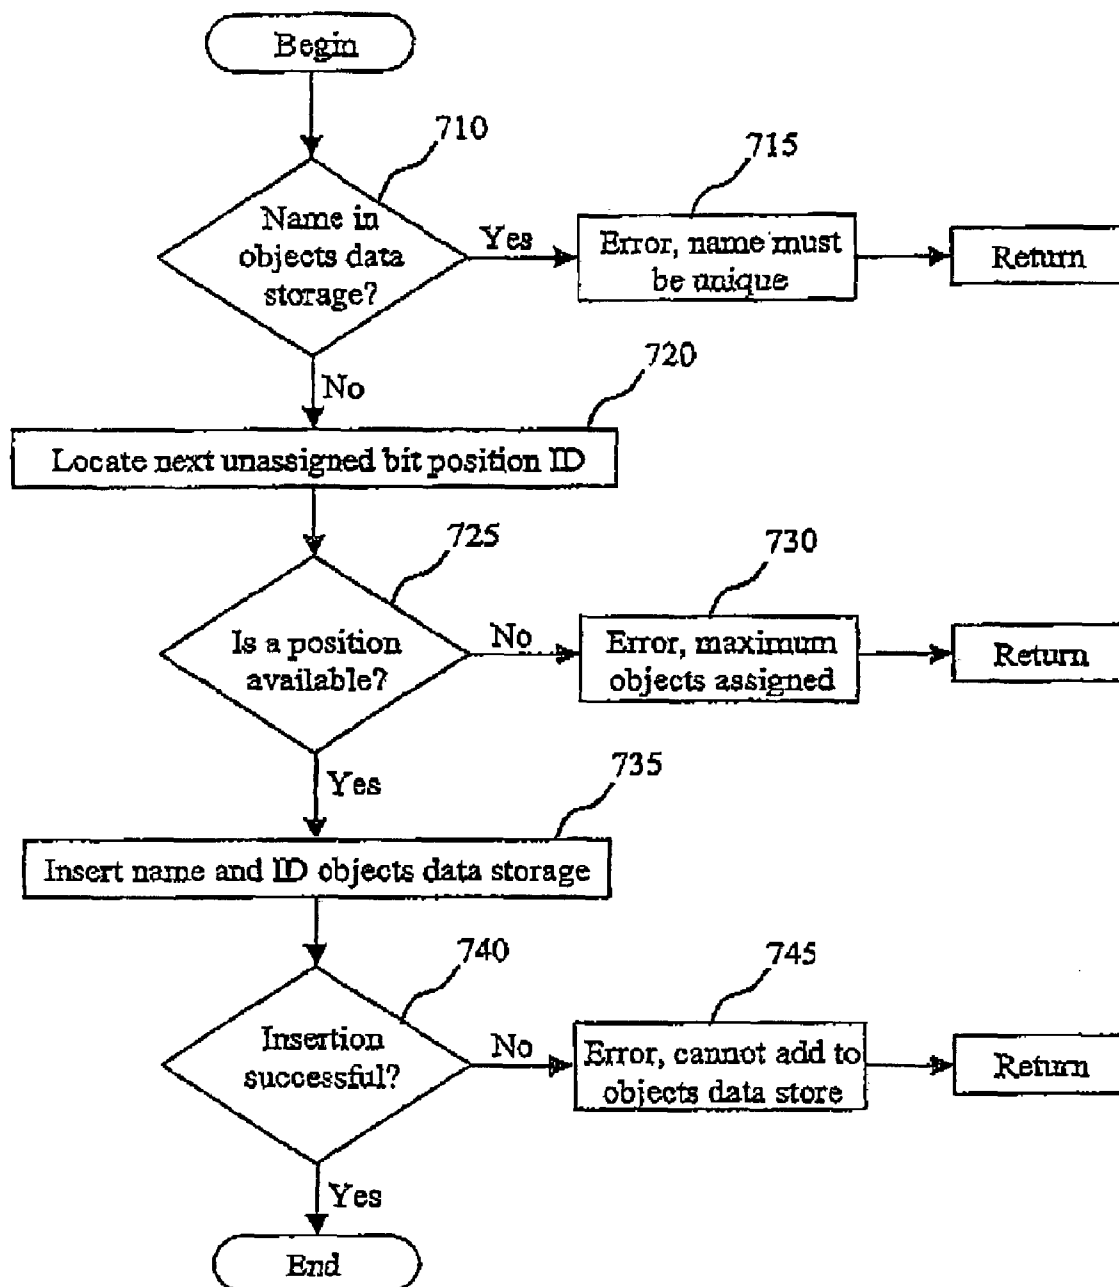 Begin
710
Name in
objects data
storage?
Yes
715
Error, name must
be unique
Return
No
720
Locate next unassigned bit position ID
725
Is a position
available?
No
730
Error, maximum
objects assigned
Return
Yes
735
Insert name and ID objects data storage
740
Insertion
successful?
No
745
Error, cannot add to
objects data store
Return
Yes
End